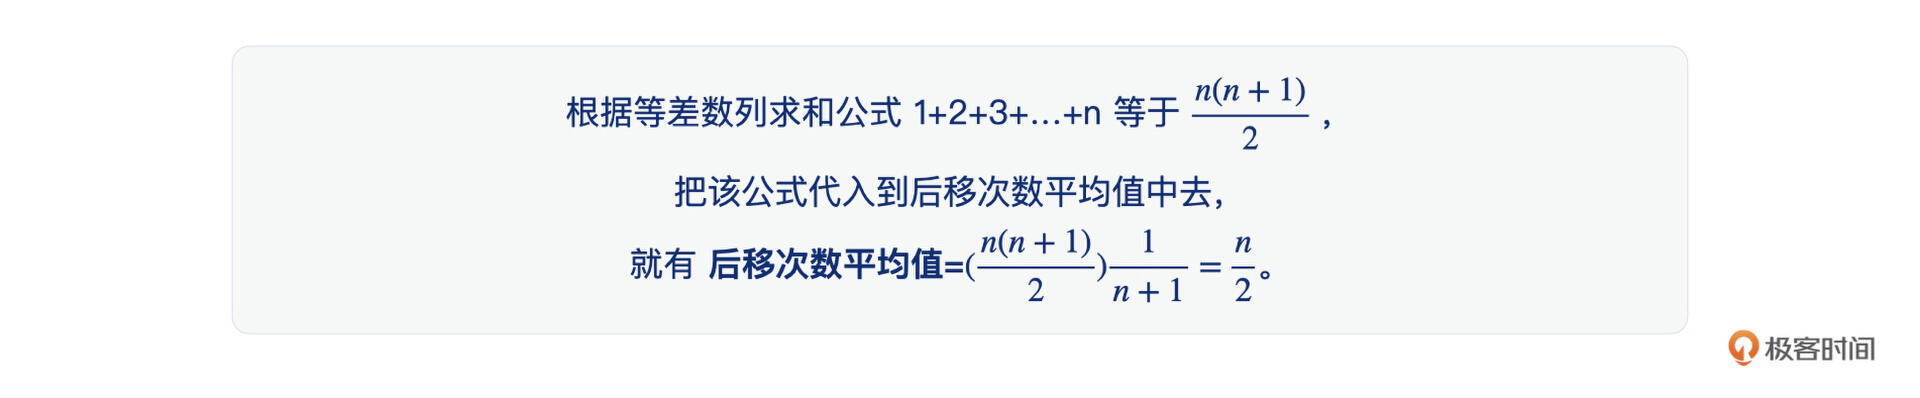 根据等差数列求和公式 1+2+3+…+n 等于 \frac{n(n+1)}{2} ，
把该公式代入到后移次数平均值中去，
就有 后移次数平均值=(\frac{n(n+1)}{2})\frac{1}{n+1} = \frac{n}{2}。
极客时间